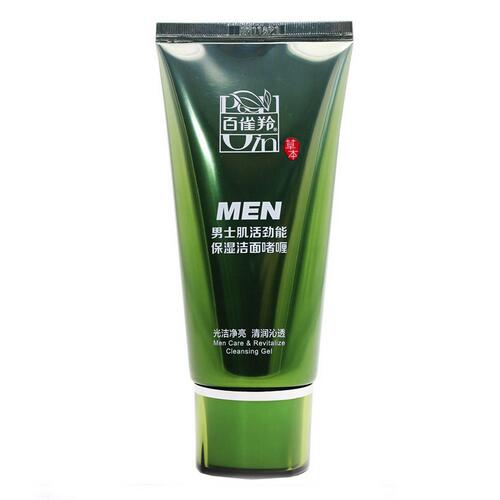 Pechoin
百雀羚®
草本
MEN
男士肌活劲能
保湿洁面啫喱
光洁净亮 清润沁透
Men Care & Revitalize
Cleansing Gel